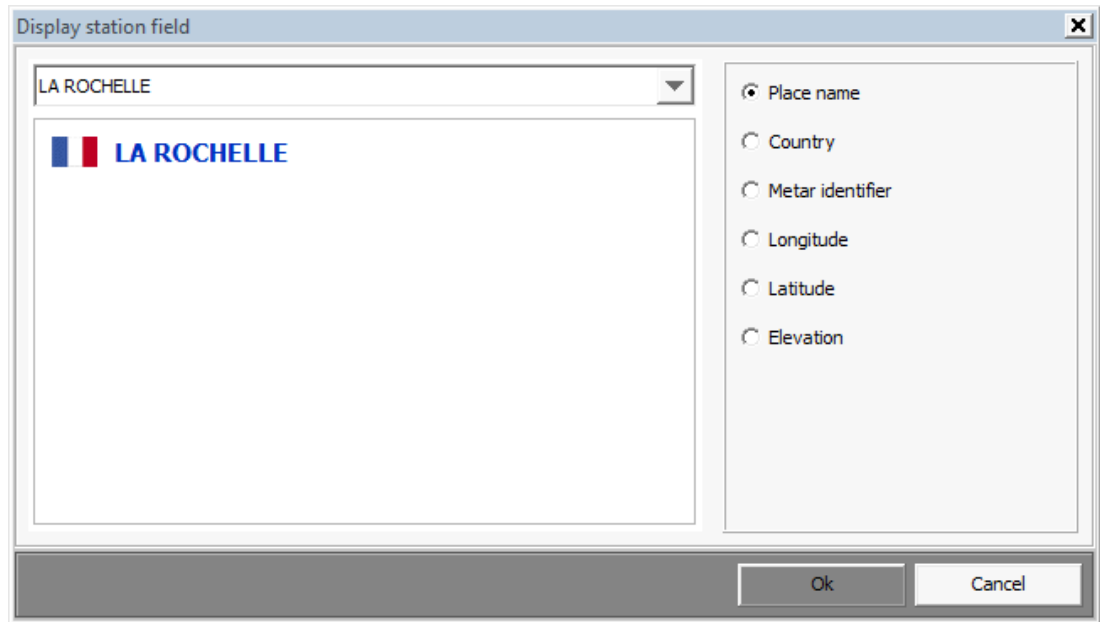 Display station field
LA ROCHELLE
LA ROCHELLE
Place name
Country
Metar identifier
Longitude
Latitude
Elevation
Ok
Cancel